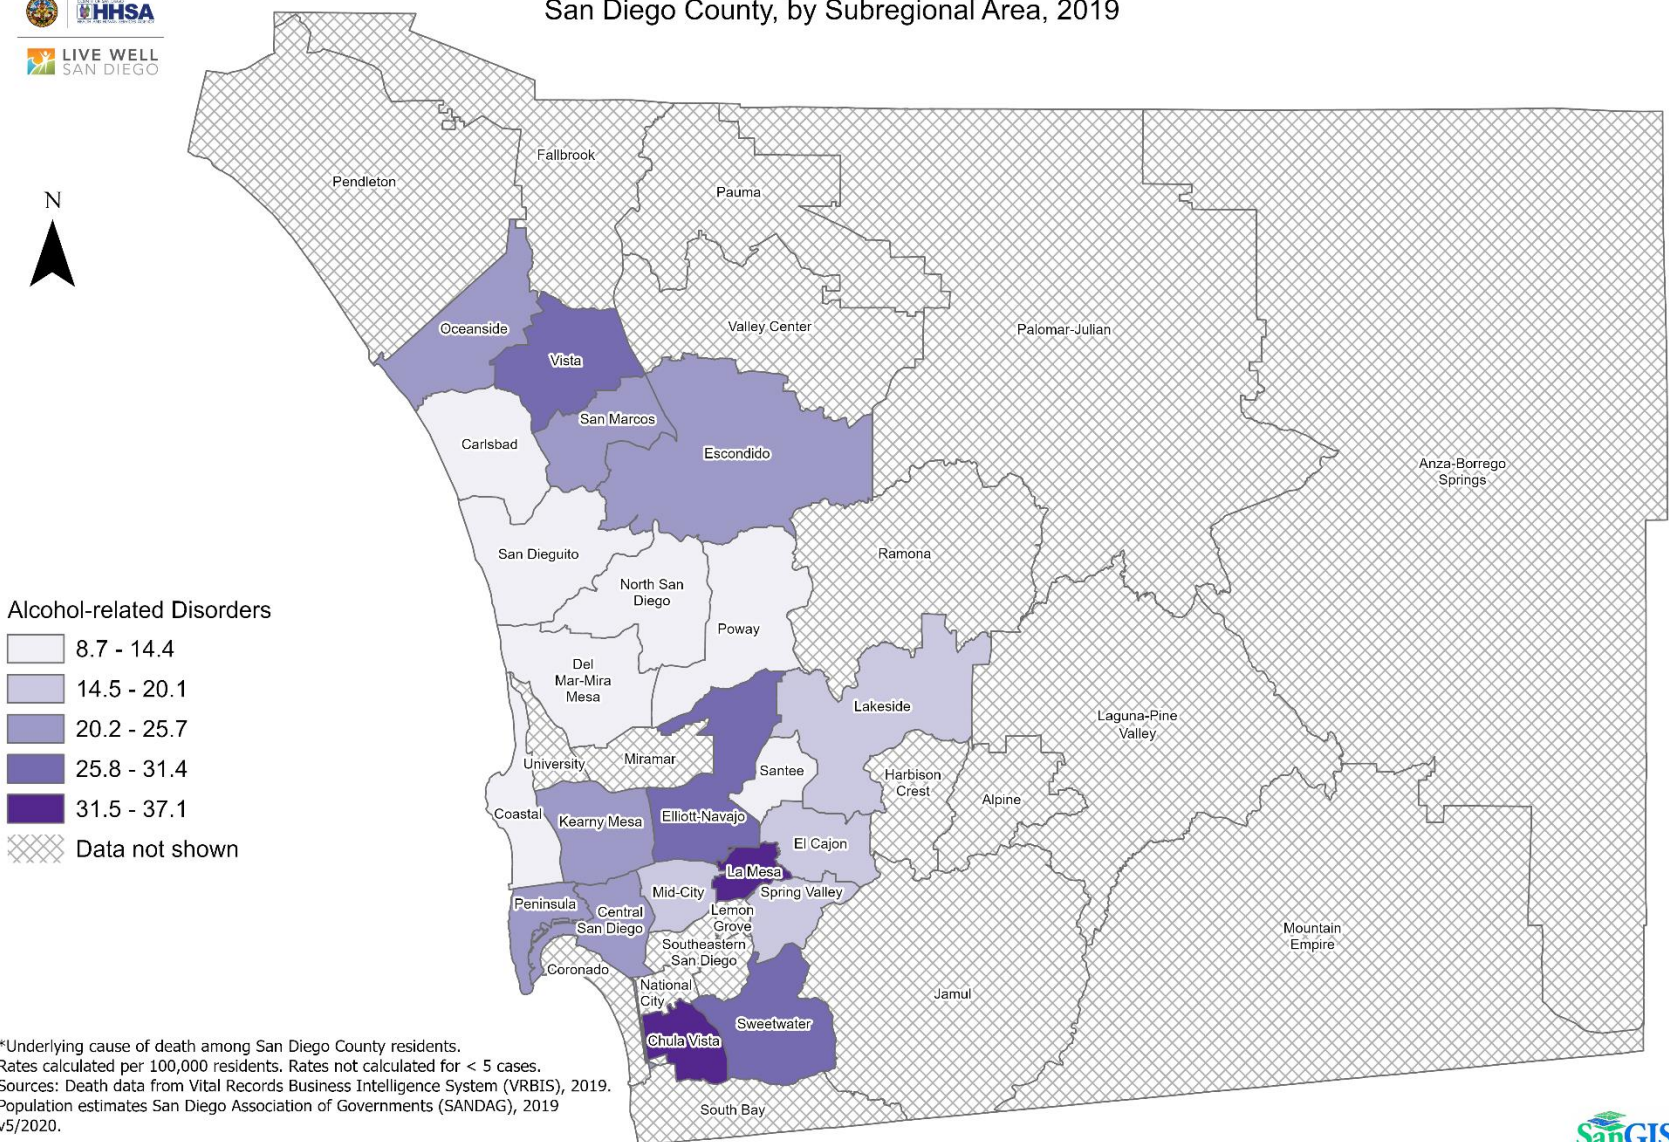 San Diego County, by Subregional Area, 2019
HHSA
LIVE WELL
SAN DIEGO
N
Pendleton
Fallbrook
Pauma
Oceanside
Vista
Valley Center
Palomar-Julian
San Marcos
Carlsbad
Escondido
Anza-Borrego
Springs
San Dieguito
North San
Diego
Ramona
Poway
Del
Mar-Mira
Mesa
Lakeside
Laguna-Pine
Valley
University
Miramar
Santee
Harbison
Crest
Alpine
Coastal
Kearny Mesa
Elliott-Navajo
El Cajon
La Mesa
Mid-City
Spring Valley
Peninsula
Central
San Diego
Lemon
Grove
Southeastern
San Diego
Coronado
National
City
Mountain
Empire
Jamul
Sweetwater
Chula Vista
South Bay
Alcohol-related Disorders
8.7 - 14.4
14.5 - 20.1
20.2 - 25.7
25.8 - 31.4
31.5 - 37.1
Data not shown
*Underlying cause of death among San Diego County residents.
Rates calculated per 100,000 residents. Rates not calculated for < 5 cases.
Sources: Death data from Vital Records Business Intelligence System (VRBIS), 2019.
Population estimates San Diego Association of Governments (SANDAG), 2019
v5/2020.
SanGIS